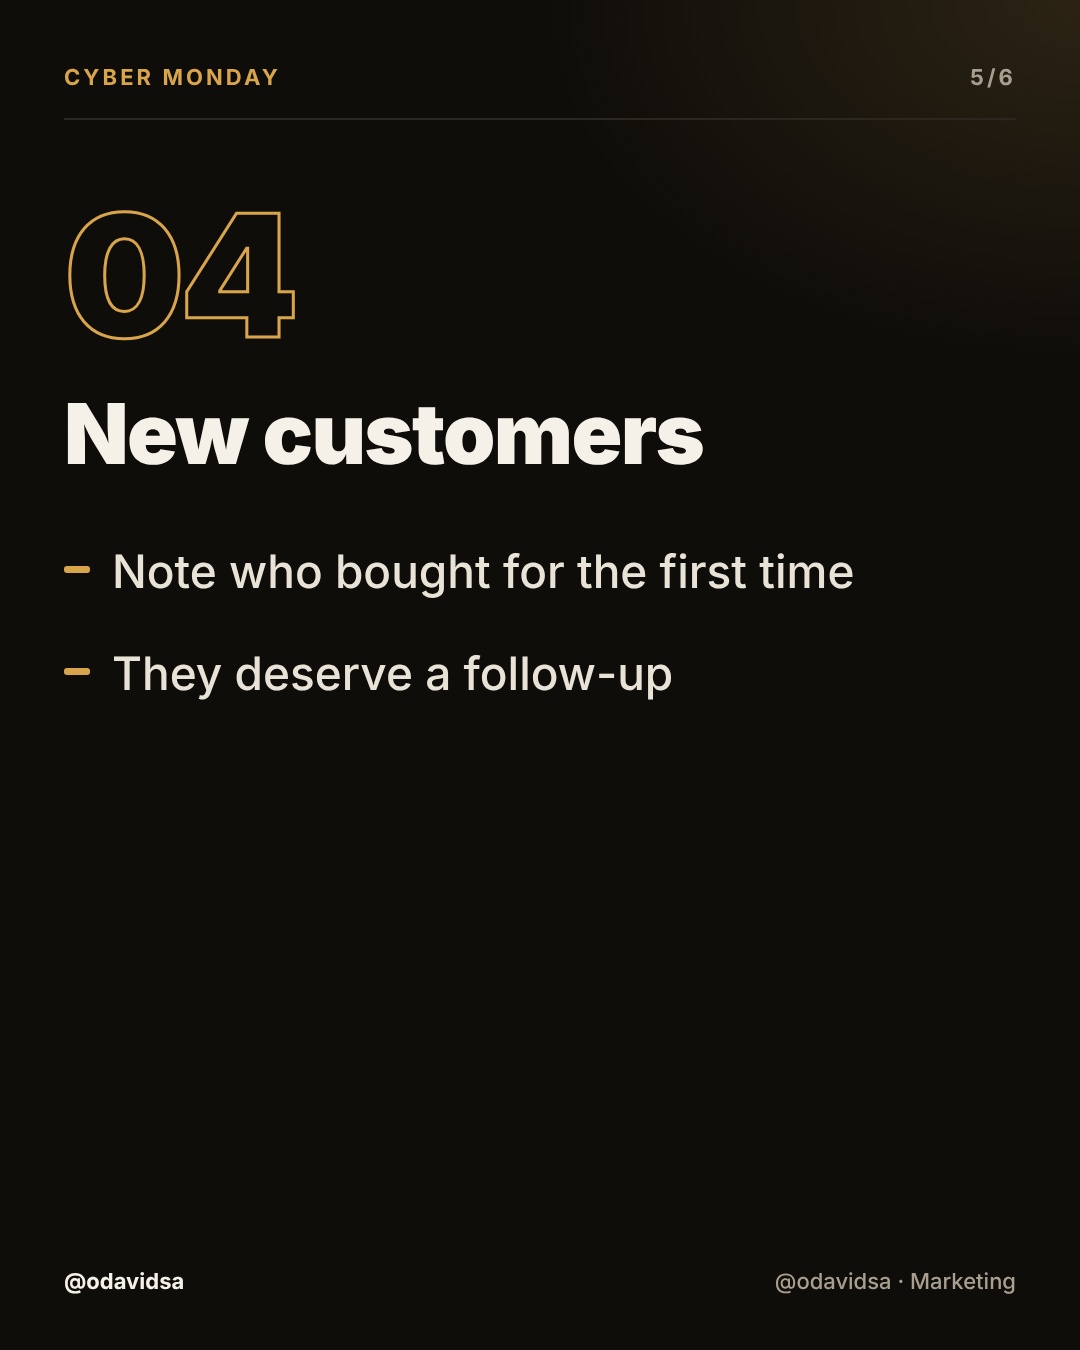 CYBER MONDAY
5/6
04
New customers
Note who bought for the first time
They deserve a follow-up
@odavidsa
@odavidsa · Marketing